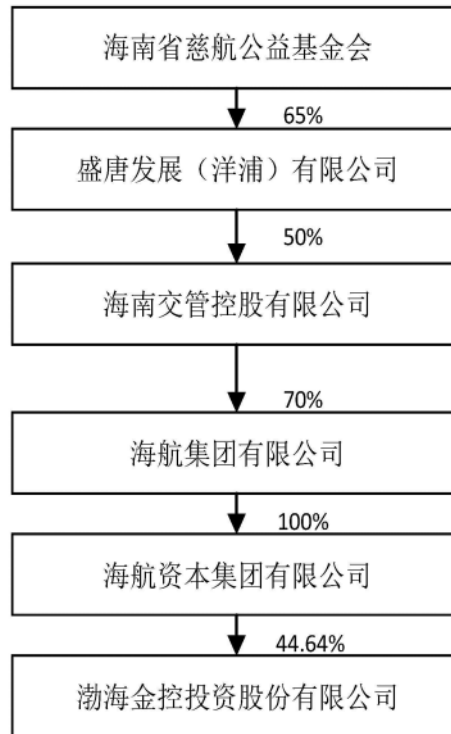 海南省慈航公益基金会
65%
盛唐发展（洋浦）有限公司
50%
海南交管控股有限公司
70%
海航集团有限公司
100%
海航资本集团有限公司
44.64%
渤海金控投资股份有限公司